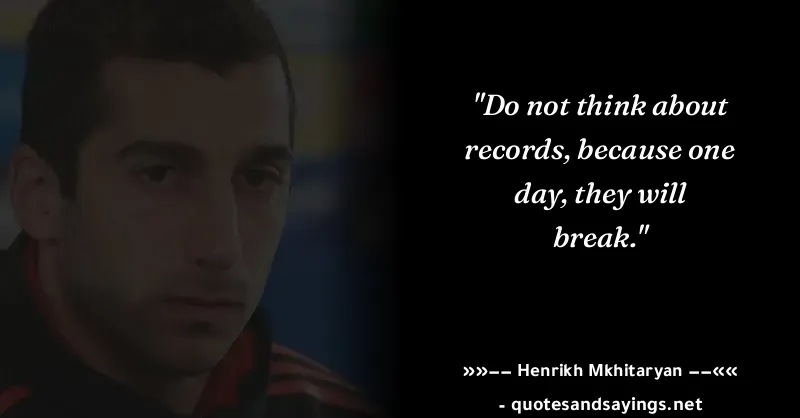 "Do not think about
records, because one
day, they will
break."
»»−− Henrikh Mkhitaryan −−««
- quotesandsayings.net